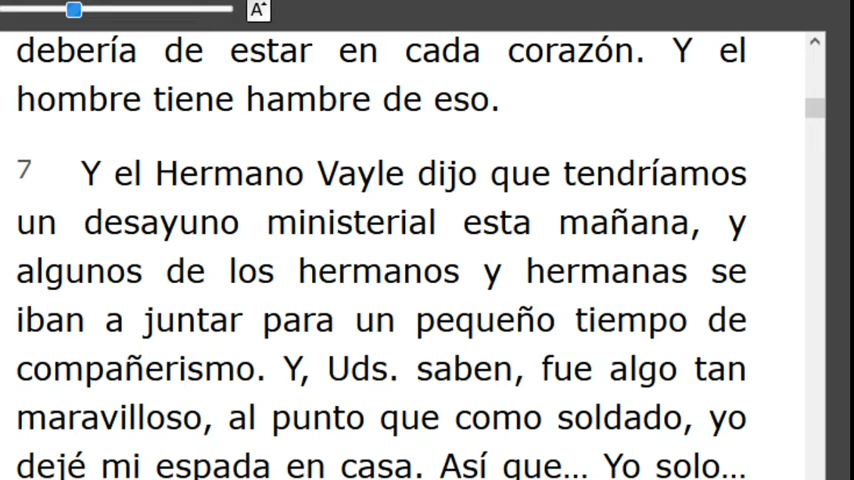 A
debería de estar en cada corazón. Y el
hombre tiene hambre de eso.
7 Y el Hermano Vayle dijo que tendríamos
un desayuno ministerial esta mañana, y
algunos de los hermanos y hermanas se
iban a juntar para un pequeño tiempo de
compañerismo. Y, Uds. saben, fue algo tan
maravilloso, al punto que como soldado, yo
dejé mi espada en casa. Así que… Yo solo…